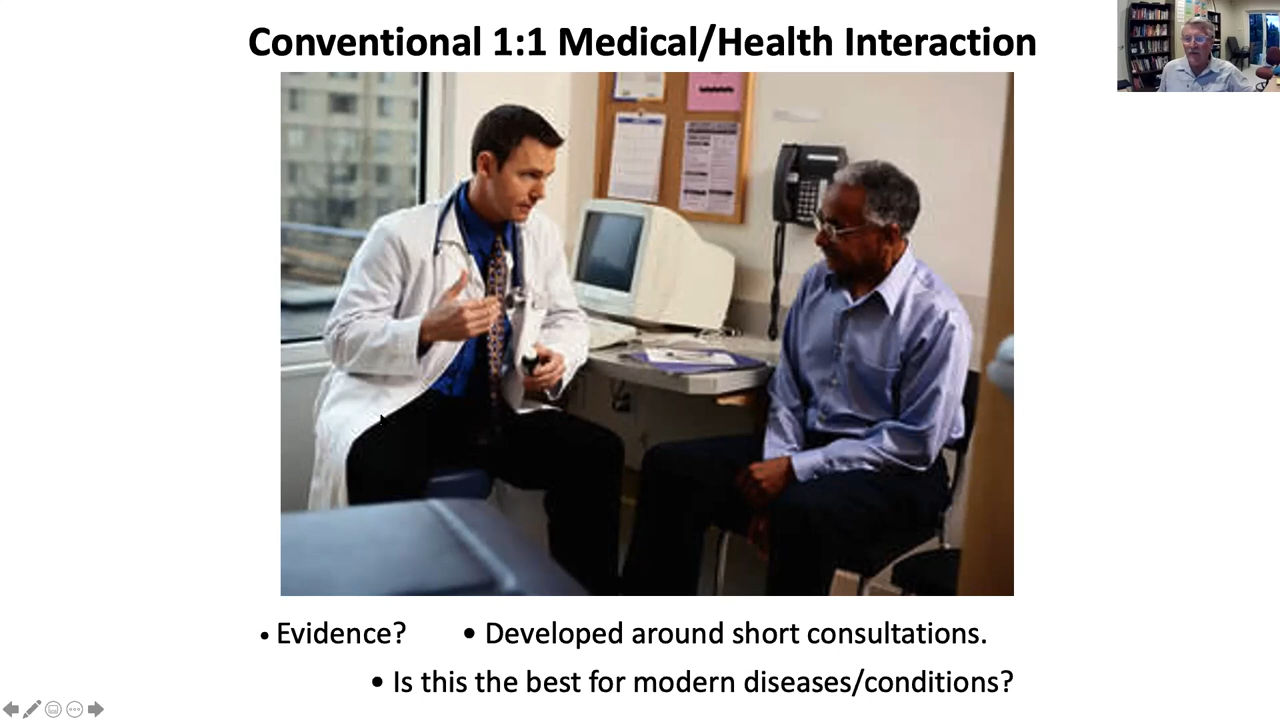 Conventional 1:1 Medical/Health Interaction
• Evidence? • Developed around short consultations.
• Is this the best for modern diseases/conditions?